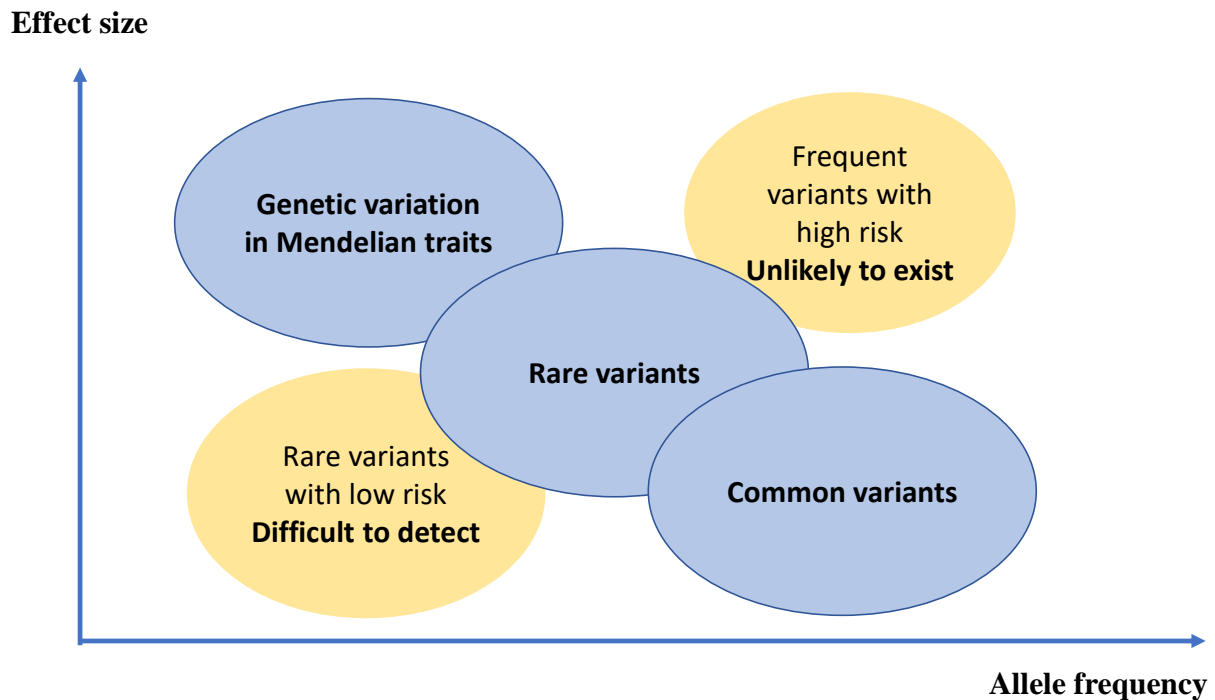 Effect size
Genetic variation
in Mendelian traits
Frequent
variants with
high risk
Unlikely to exist
Rare variants
Rare variants
with low risk
Difficult to detect
Common variants
Allele frequency